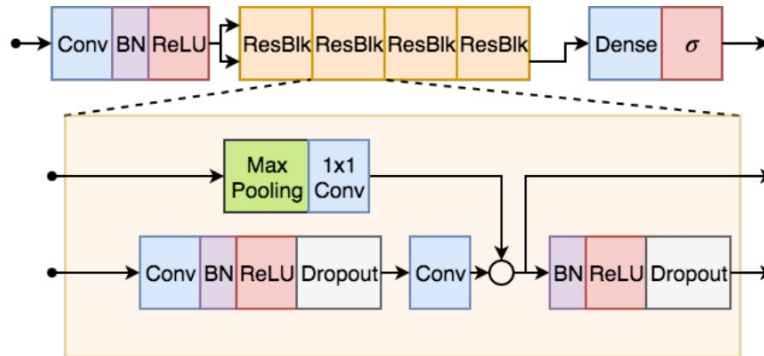 Conv BN ReLU ResBlk ResBlk ResBlk ResBlk Dense σ
Max Pooling 1x1 Conv
Conv BN ReLU Dropout Conv BN ReLU Dropout